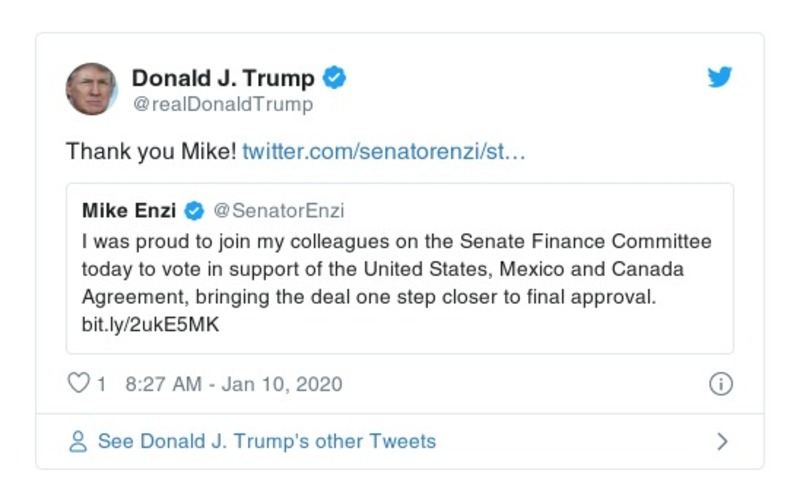 Donald J. Trump
@realDonaldTrump
Thank you Mike! twitter.com/senatorenzi/st…
Mike Enzi @SenatorEnzi
I was proud to join my colleagues on the Senate Finance Committee
today to vote in support of the United States, Mexico and Canada
Agreement, bringing the deal one step closer to final approval.
bit.ly/2ukE5MK
1 8:27 AM - Jan 10, 2020
See Donald J. Trump's other Tweets